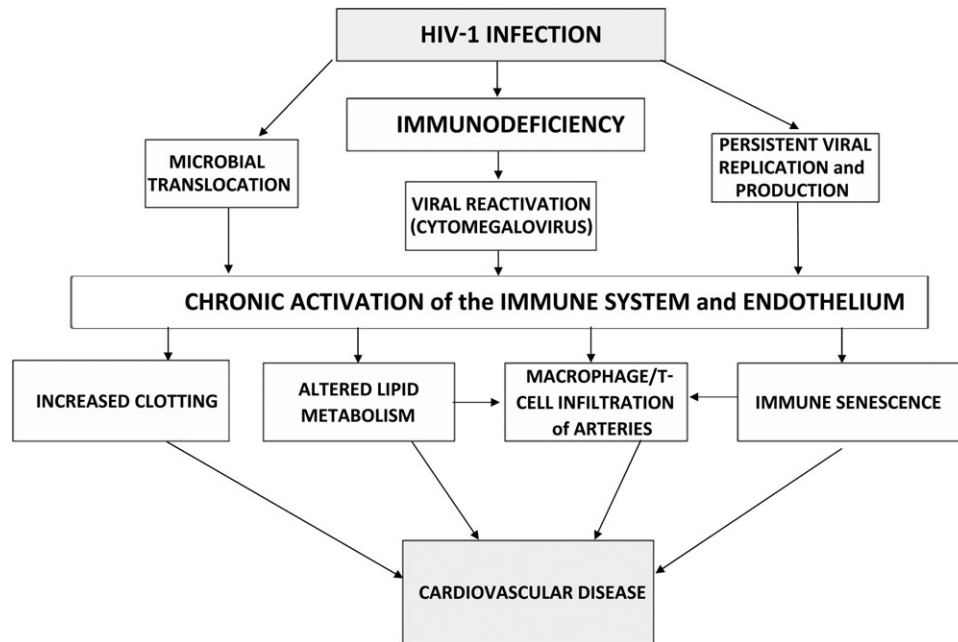 HIV-1 INFECTION
IMMUNODEFICIENCY
MICROBIAL
TRANSLOCATION
PERSISTENT VIRAL
REPLICATION and
PRODUCTION
VIRAL REACTIVATION
(CYTOMEGALOVIRUS)
CHRONIC ACTIVATION of the IMMUNE SYSTEM and ENDOTHELIUM
INCREASED CLOTTING
ALTERED LIPID
METABOLISM
MACROPHAGE/T-
CELL INFILTRATION
of ARTERIES
IMMUNE SENESCENCE
CARDIOVASCULAR DISEASE